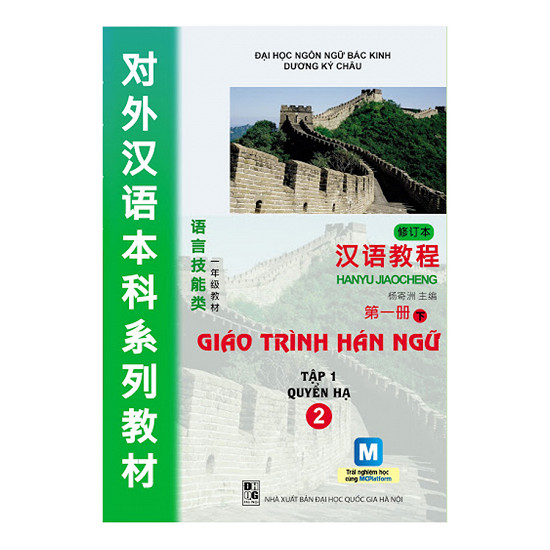 对外汉语本科系列教材
ĐẠI HỌC NGÔN NGỮ BẮC KINH
DƯƠNG KÝ CHÂU
语言技能类
一年级教材
修订本
汉语教程
HANYU JIAOCHENG
杨寄洲 主编
第一册 下
GIÁO TRÌNH HÁN NGỮ
TẬP 1
QUYỂN HẠ
2
M
Trải nghiệm học
cùng MCPlatform
NHÀ XUẤT BẢN ĐẠI HỌC QUỐC GIA HÀ NỘI